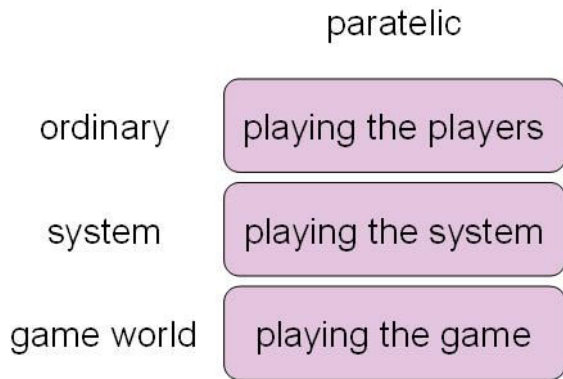 paratelic
ordinary playing the players
system playing the system
game world playing the game